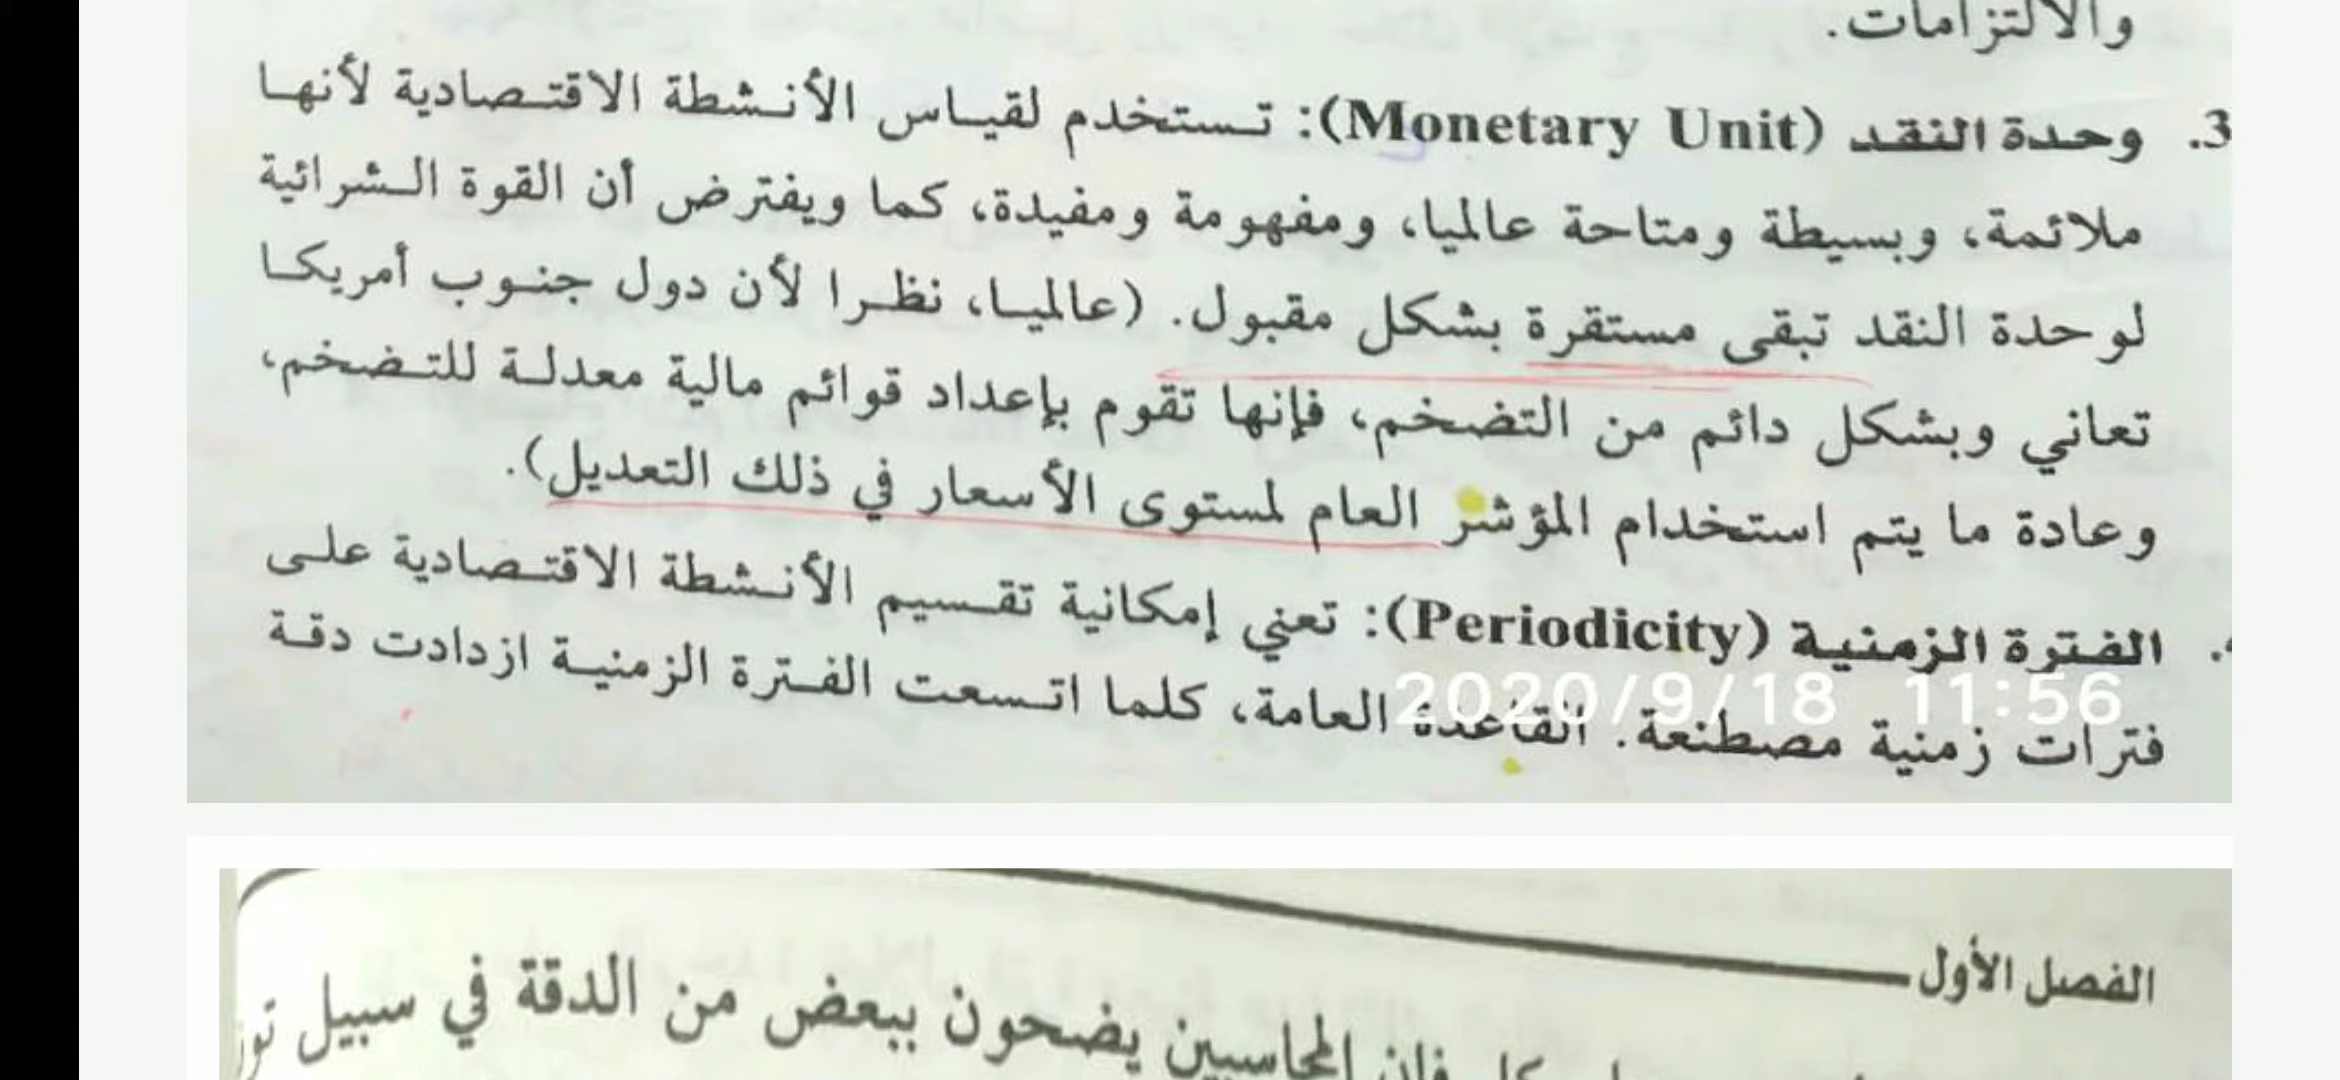 والالتزامات.
3. وحدة النقد (Monetary Unit): تستخدم لقياس الأنشطة الاقتصادية لأنها
ملائمة، وبسيطة ومتاحة عالميا، ومفهومة ومفيدة، كما ويفترض أن القوة الشرائية
لوحدة النقد تبقى مستقرة بشكل مقبول. (عالميا، نظرا لأن دول جنوب أمريكا
تعاني وبشكل دائم من التضخم، فإنها تقوم بإعداد قوائم مالية معدلة للتضخم،
وعادة ما يتم استخدام المؤشر العام لمستوى الأسعار في ذلك التعديل).
الفترة الزمنية (Periodicity): تعني إمكانية تقسيم الأنشطة الاقتصادية على
فترات زمنية مصطنعة. القاعدة العامة، كلما اتسعت الفترة الزمنية ازدادت دقة
2020/9/18 11:56
الفصل الأول
فإن المحاسبين يضحون ببعض من الدقة في سبيل